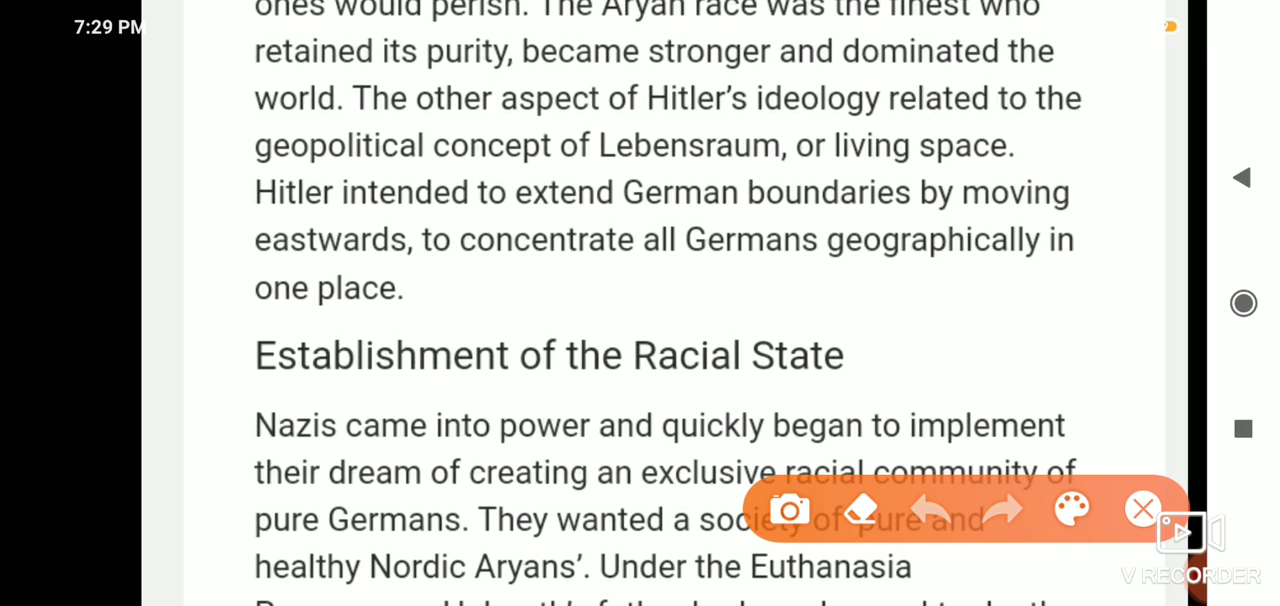 7:29 PM
ones would perish. The Aryan race was the finest who
retained its purity, became stronger and dominated the
world. The other aspect of Hitler's ideology related to the
geopolitical concept of Lebensraum, or living space.
Hitler intended to extend German boundaries by moving
eastwards, to concentrate all Germans geographically in
one place.
Establishment of the Racial State
Nazis came into power and quickly began to implement
their dream of creating an exclusive racial community of
pure Germans. They wanted a society of 'pure and
healthy Nordic Aryans'. Under the Euthanasia
V RECORDER